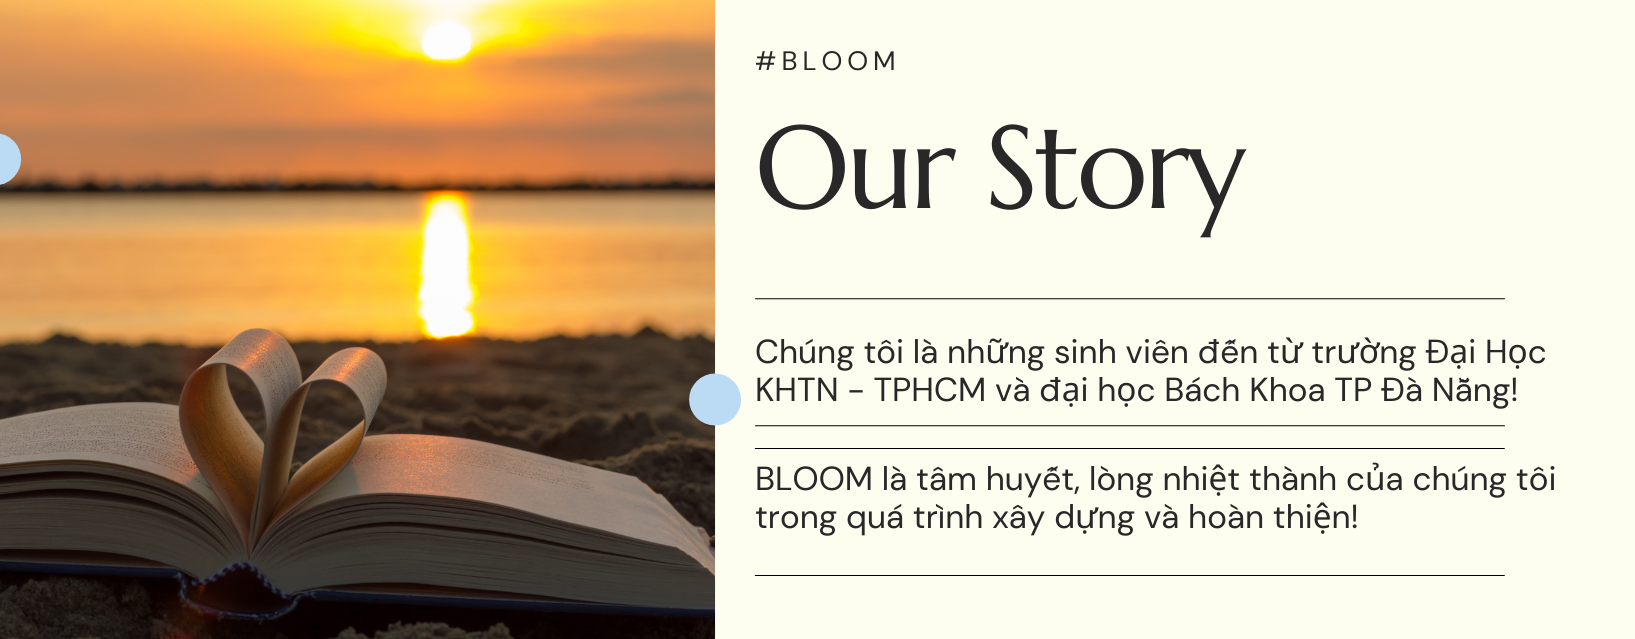 #BLOOM
Our Story
Chúng tôi là những sinh viên đến từ trường Đại Học
KHTN - TPHCM và đại học Bách Khoa TP Đà Nẵng!
BLOOM là tâm huyết, lòng nhiệt thành của chúng tôi
trong quá trình xây dựng và hoàn thiện!